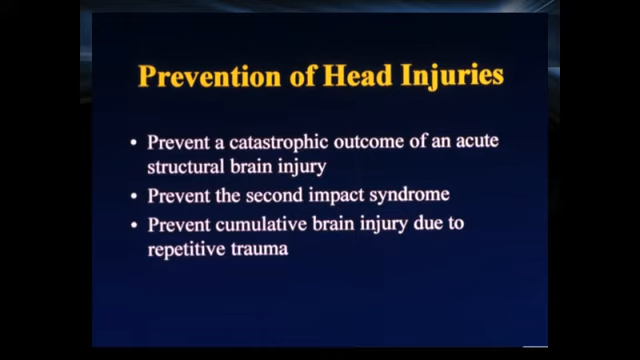 Prevention of Head Injuries
• Prevent a catastrophic outcome of an acute
structural brain injury
• Prevent the second impact syndrome
• Prevent cumulative brain injury due to
repetitive trauma